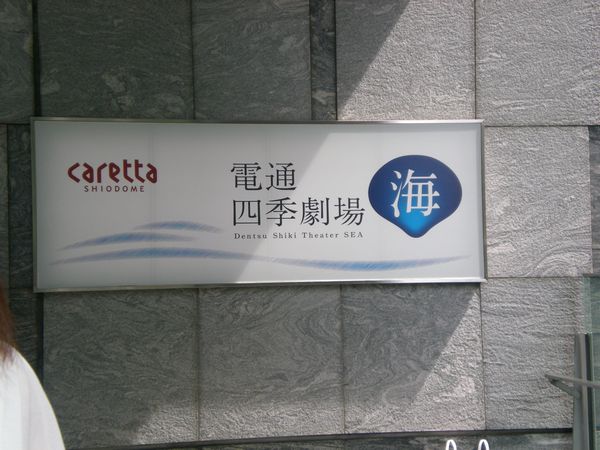 caretta
SHIODOME
電通
四季劇場
海
Dentsu Shiki Theater SEA